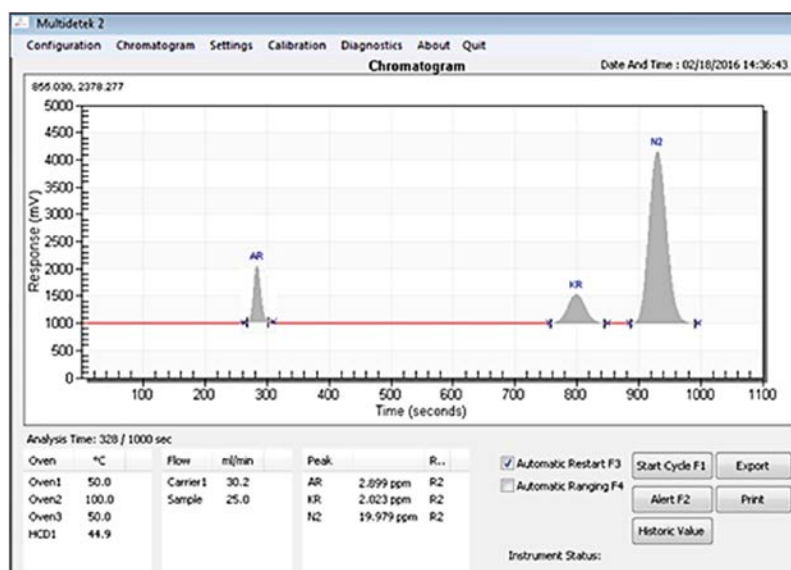 Multidetek 2
Configuration Chromatogram Settings Calibration Diagnostics About Quit
Chromatogram
Date And Time : 02/18/2016 14:36:43
855.030, 2378.277
5000
4500
4000
3500
3000
2500
2000
1500
1000
500
0
Response (mV)
AR
KR
N2
100 200 300 400 500 600 700 800 900 1000 1100
Time (seconds)
Analysis Time: 328 / 1000 sec
Oven °C
Oven1 50.0
Oven2 100.0
Oven3 50.0
HCD1 44.9
Flow ml/min
Carrier1 30.2
Sample 25.0
Peak R..
AR 2.899 ppm R2
KR 2.023 ppm R2
N2 19.979 ppm R2
Automatic Restart F3
Automatic Ranging F4
Start Cycle F1 Export
Alert F2 Print
Historic Value
Instrument Status: